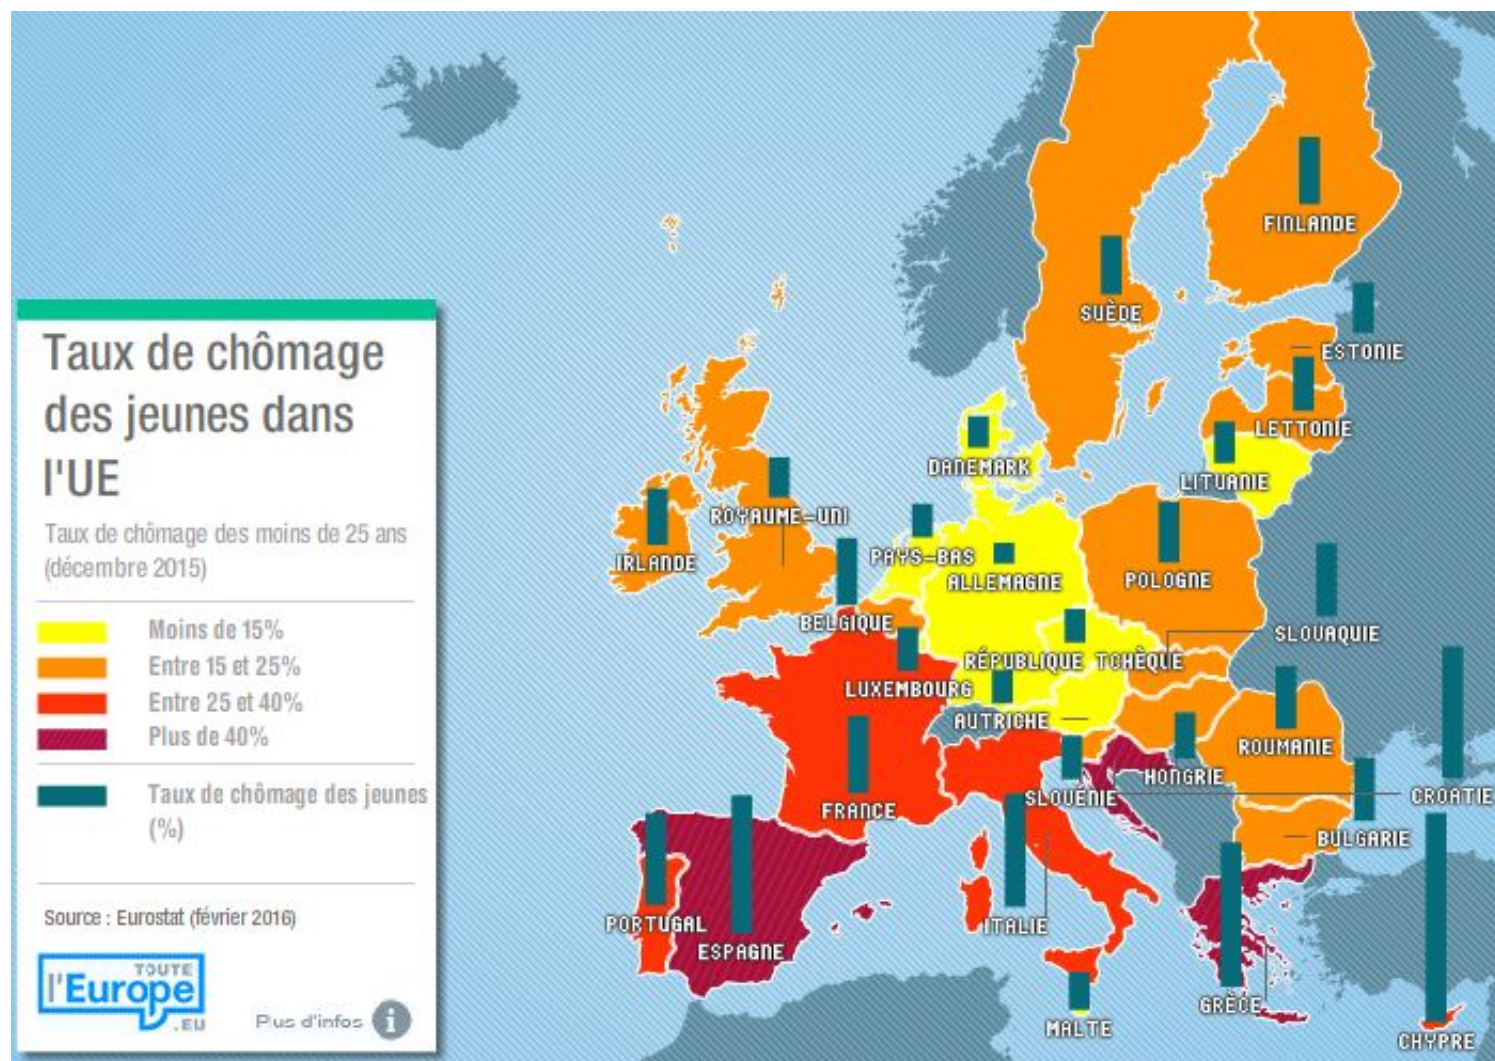 Taux de chômage
des jeunes dans
l'UE
Taux de chômage des moins de 25 ans
(décembre 2015)
Moins de 15%
Entre 15 et 25%
Entre 25 et 40%
Plus de 40%
Taux de chômage des jeunes
(%)
Source : Eurostat (février 2016)
TOUTE
l'Europe
.EU
Plus d'infos
i
FINLANDE
SUÈDE
ESTONIE
LETTONIE
DANEMARK
LITUANIE
ROYAUME-UNI
IRLANDE
PAYS-BAS
ALLEMAGNE
POLOGNE
BELGIQUE
SLOVAQUIE
RÉPUBLIQUE TCHÈQUE
LUXEMBOURG
AUTRICHE
ROUMANIE
HONGRIE
SLOVÉNIE
CROATIE
FRANCE
BULGARIE
PORTUGAL
ITALIE
ESPAGNE
GRÈCE
MALTE
CHYPRE